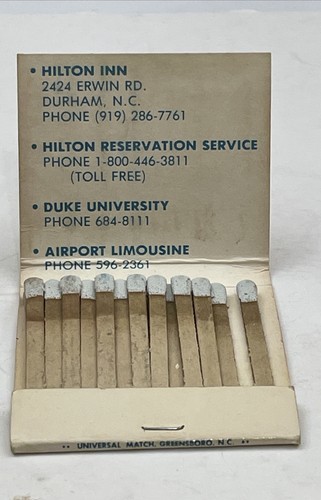 • HILTON INN
2424 ERWIN RD.
DURHAM, N.C.
PHONE (919) 286-7761
• HILTON RESERVATION SERVICE
PHONE 1-800-446-3811
(TOLL FREE)
• DUKE UNIVERSITY
PHONE 684-8111
• AIRPORT LIMOUSINE
PHONE 596-2361
•• UNIVERSAL MATCH, GREENSBORO, N.C. ••